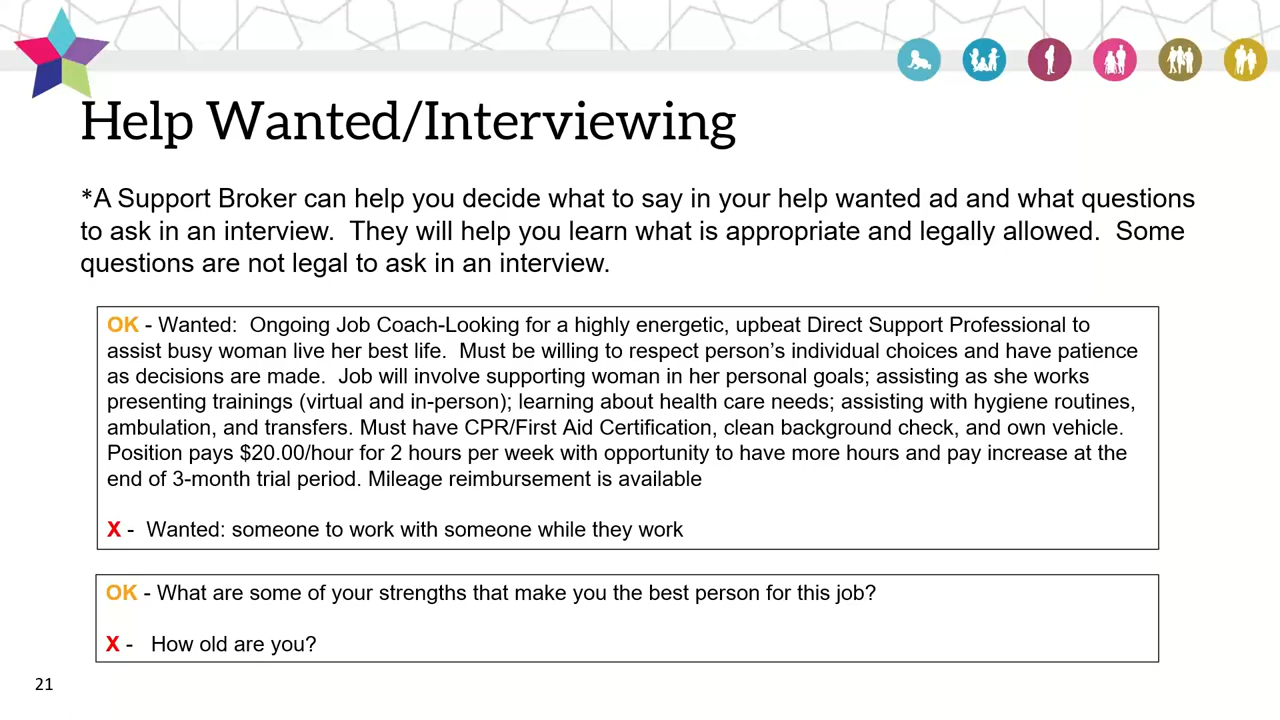 Help Wanted/Interviewing
*A Support Broker can help you decide what to say in your help wanted ad and what questions
to ask in an interview.  They will help you learn what is appropriate and legally allowed.  Some
questions are not legal to ask in an interview.
OK - Wanted:  Ongoing Job Coach-Looking for a highly energetic, upbeat Direct Support Professional to
assist busy woman live her best life.  Must be willing to respect person’s individual choices and have patience
as decisions are made.  Job will involve supporting woman in her personal goals; assisting as she works
presenting trainings (virtual and in-person); learning about health care needs; assisting with hygiene routines,
ambulation, and transfers. Must have CPR/First Aid Certification, clean background check, and own vehicle.
Position pays $20.00/hour for 2 hours per week with opportunity to have more hours and pay increase at the
end of 3-month trial period. Mileage reimbursement is available
X -  Wanted: someone to work with someone while they work
OK - What are some of your strengths that make you the best person for this job?
X -   How old are you?
21